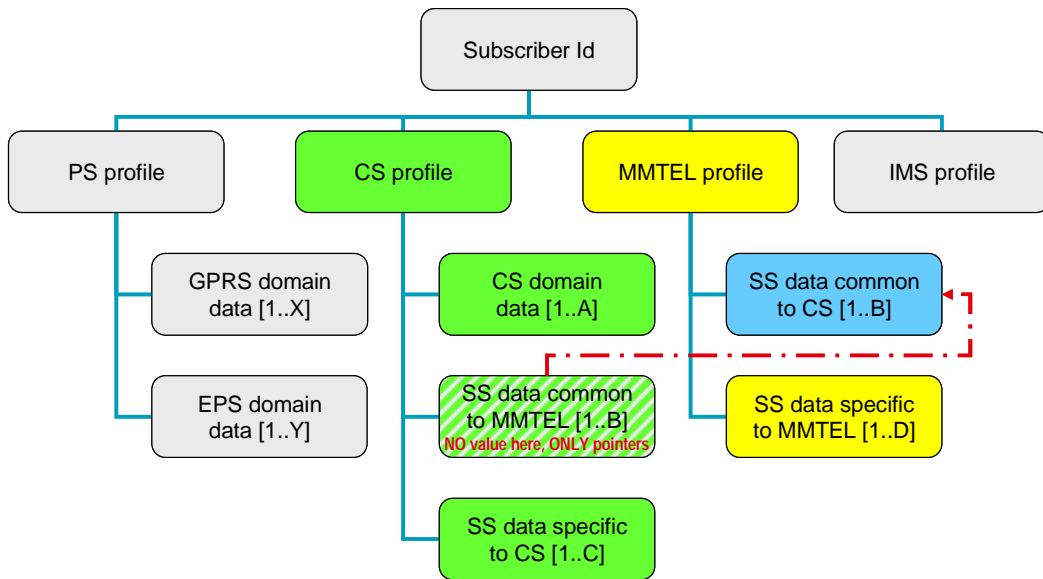 Subscriber Id
PS profile
CS profile
MMTEL profile
IMS profile
GPRS domain
data [1..X]
CS domain
data [1..A]
SS data common
to CS [1..B]
EPS domain
data [1..Y]
SS data common
to MMTEL [1..B]
NO value here, ONLY pointers
SS data specific
to MMTEL [1..D]
SS data specific
to CS [1..C]